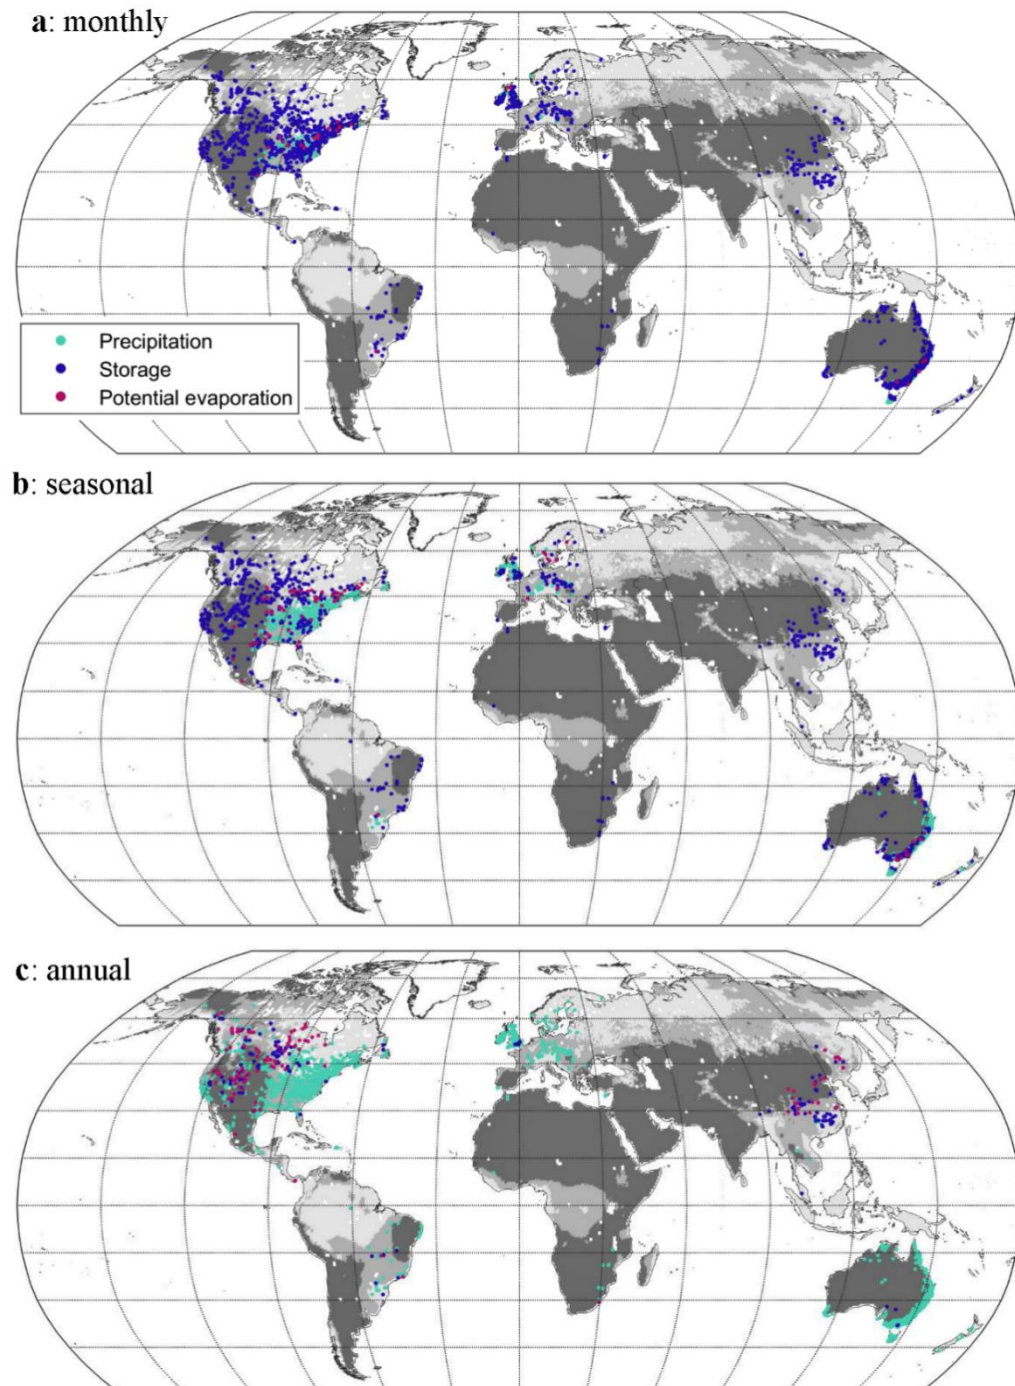 a: monthly
Precipitation
Storage
Potential evaporation
b: seasonal
c: annual